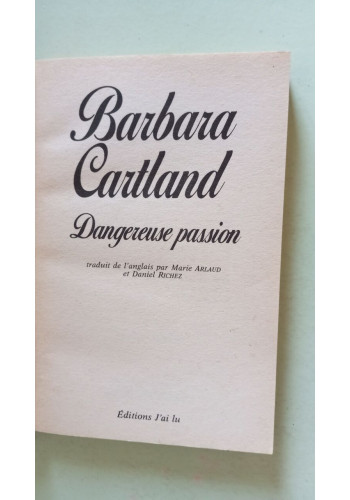 Barbara
Cartland
Dangereuse passion
traduit de l'anglais par Marie ARLAUD
et Daniel RICHEZ
Éditions J'ai lu